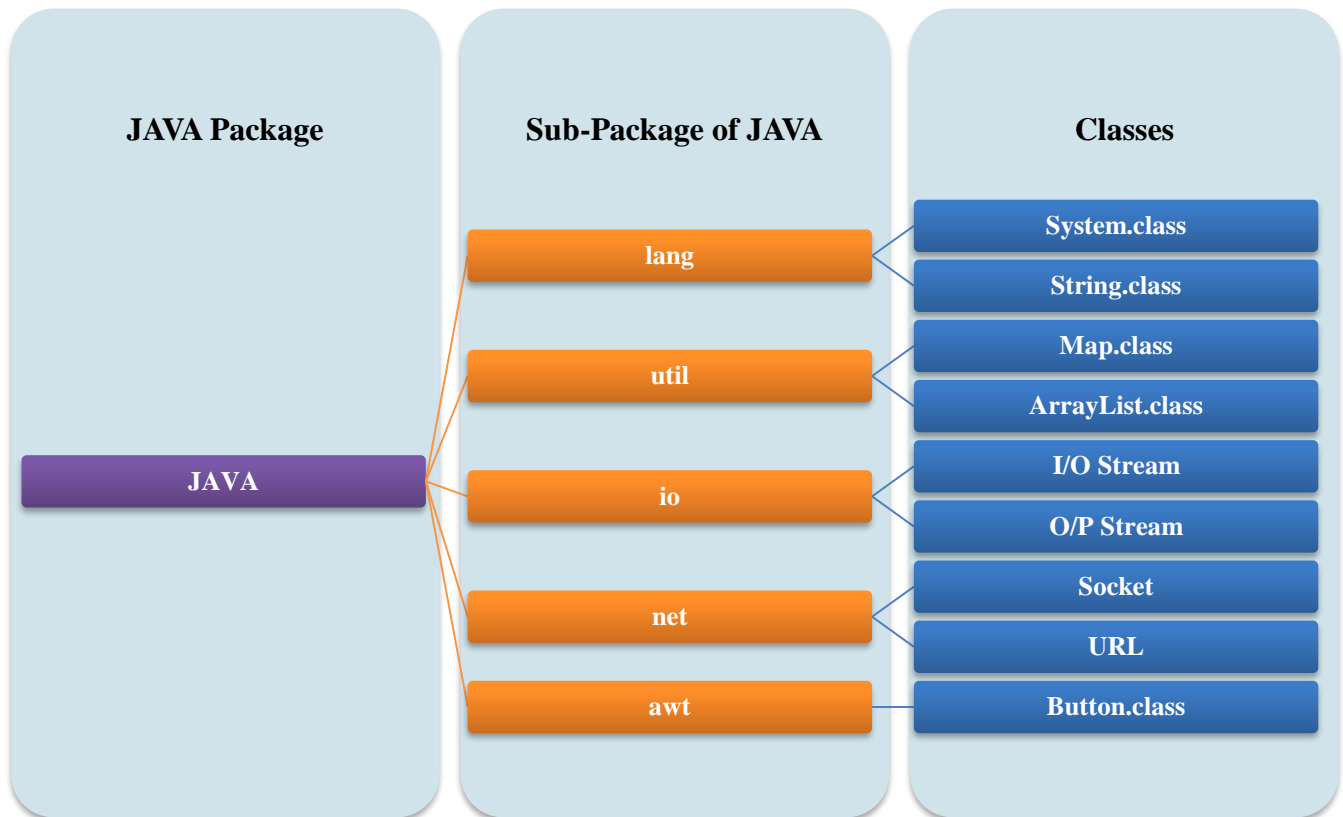 JAVA Package
Sub-Package of JAVA
Classes
JAVA
lang
System.class
String.class
util
Map.class
ArrayList.class
io
I/O Stream
O/P Stream
net
Socket
URL
awt
Button.class